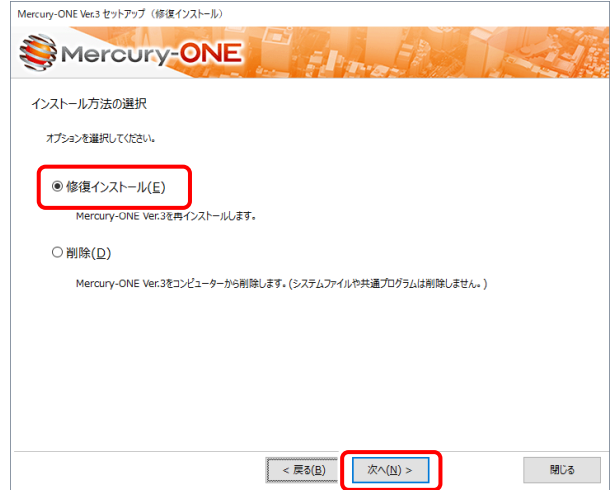 Mercury-ONE Ver.3 セットアップ（修復インストール）
Mercury-ONE
インストール方法の選択
オプションを選択してください。
修復インストール(E)
Mercury-ONE Ver.3を再インストールします。
削除(D)
Mercury-ONE Ver.3をコンピューターから削除します。(システムファイルや共通プログラムは削除しません。)
< 戻る(B) 次へ(N) > 閉じる